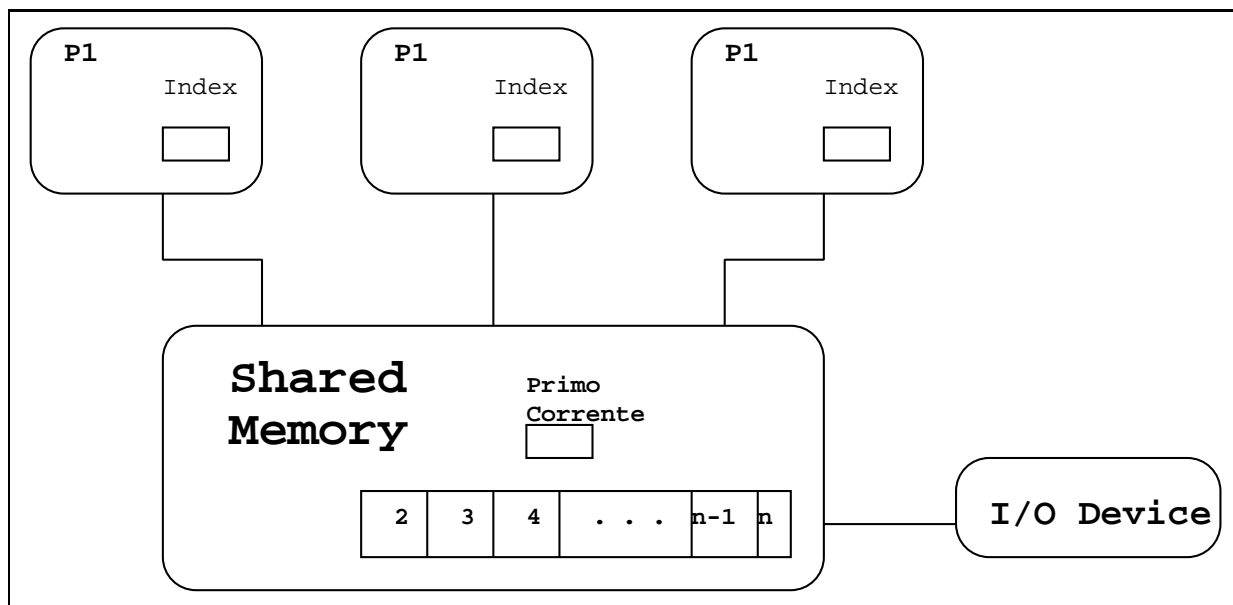 P1
Index
P1
Index
P1
Index
Shared
Memory
Primo
Corrente
2 3 4 . . . n-1 n
I/O Device